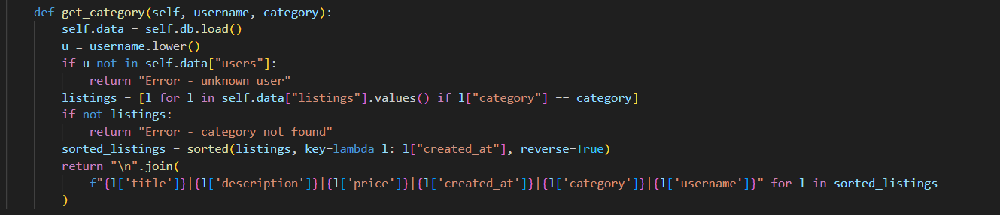 def get_category(self, username, category):
    self.data = self.db.load()
    u = username.lower()
    if u not in self.data["users"]:
        return "Error - unknown user"
    listings = [l for l in self.data["listings"].values() if l["category"] == category]
    if not listings:
        return "Error - category not found"
    sorted_listings = sorted(listings, key=lambda l: l["created_at"], reverse=True)
    return "\n".join(
        f"{l['title']}|{l['description']}|{l['price']}|{l['created_at']}|{l['category']}|{l['username']}" for l in sorted_listings
    )